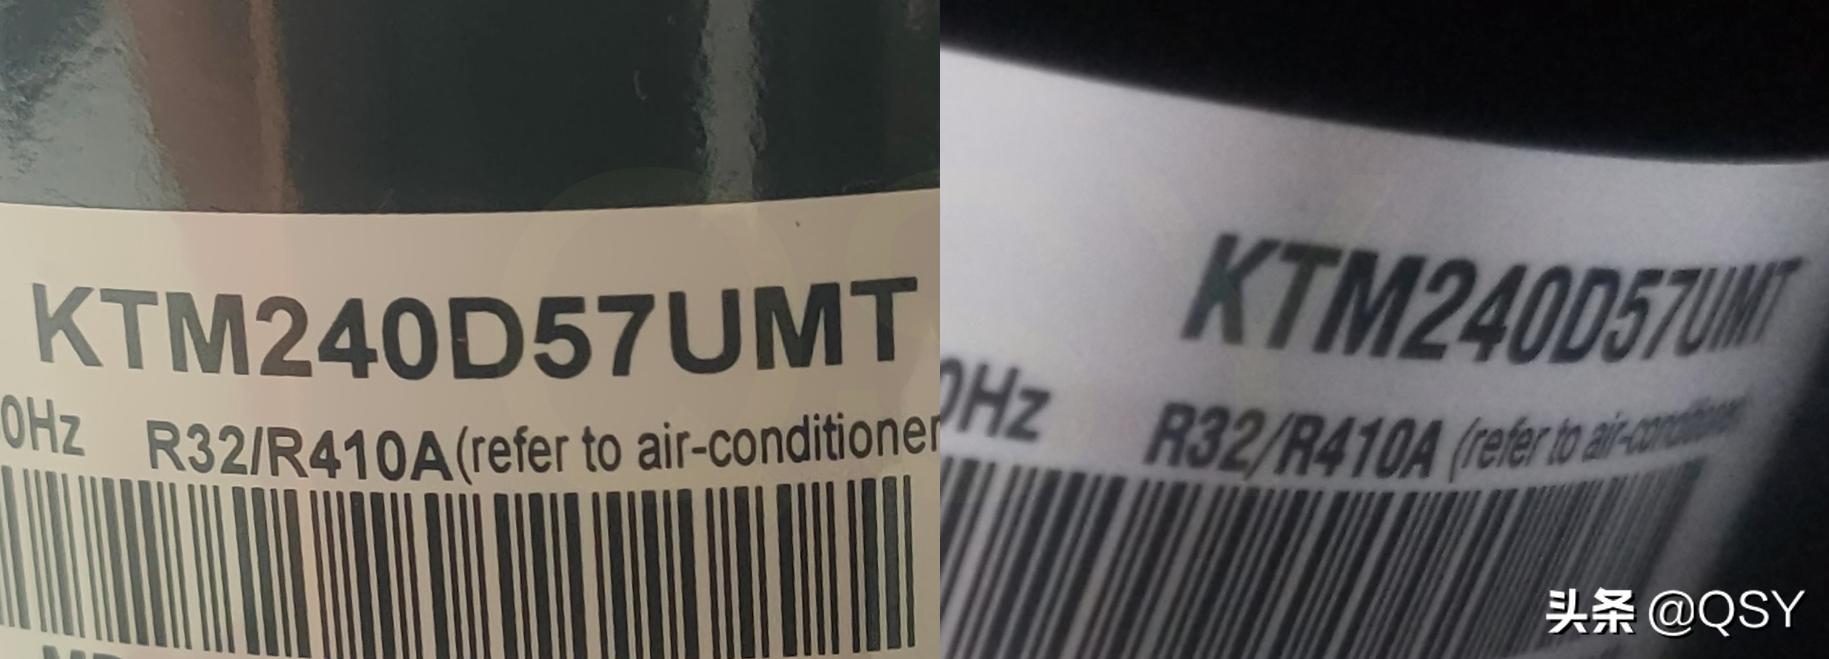 KTM240D57UMT
0Hz R32/R410A(refer to air-conditioner
KTM240D57UMT
0Hz R32/R410A (refer to air-conditioner
头条 @QSY